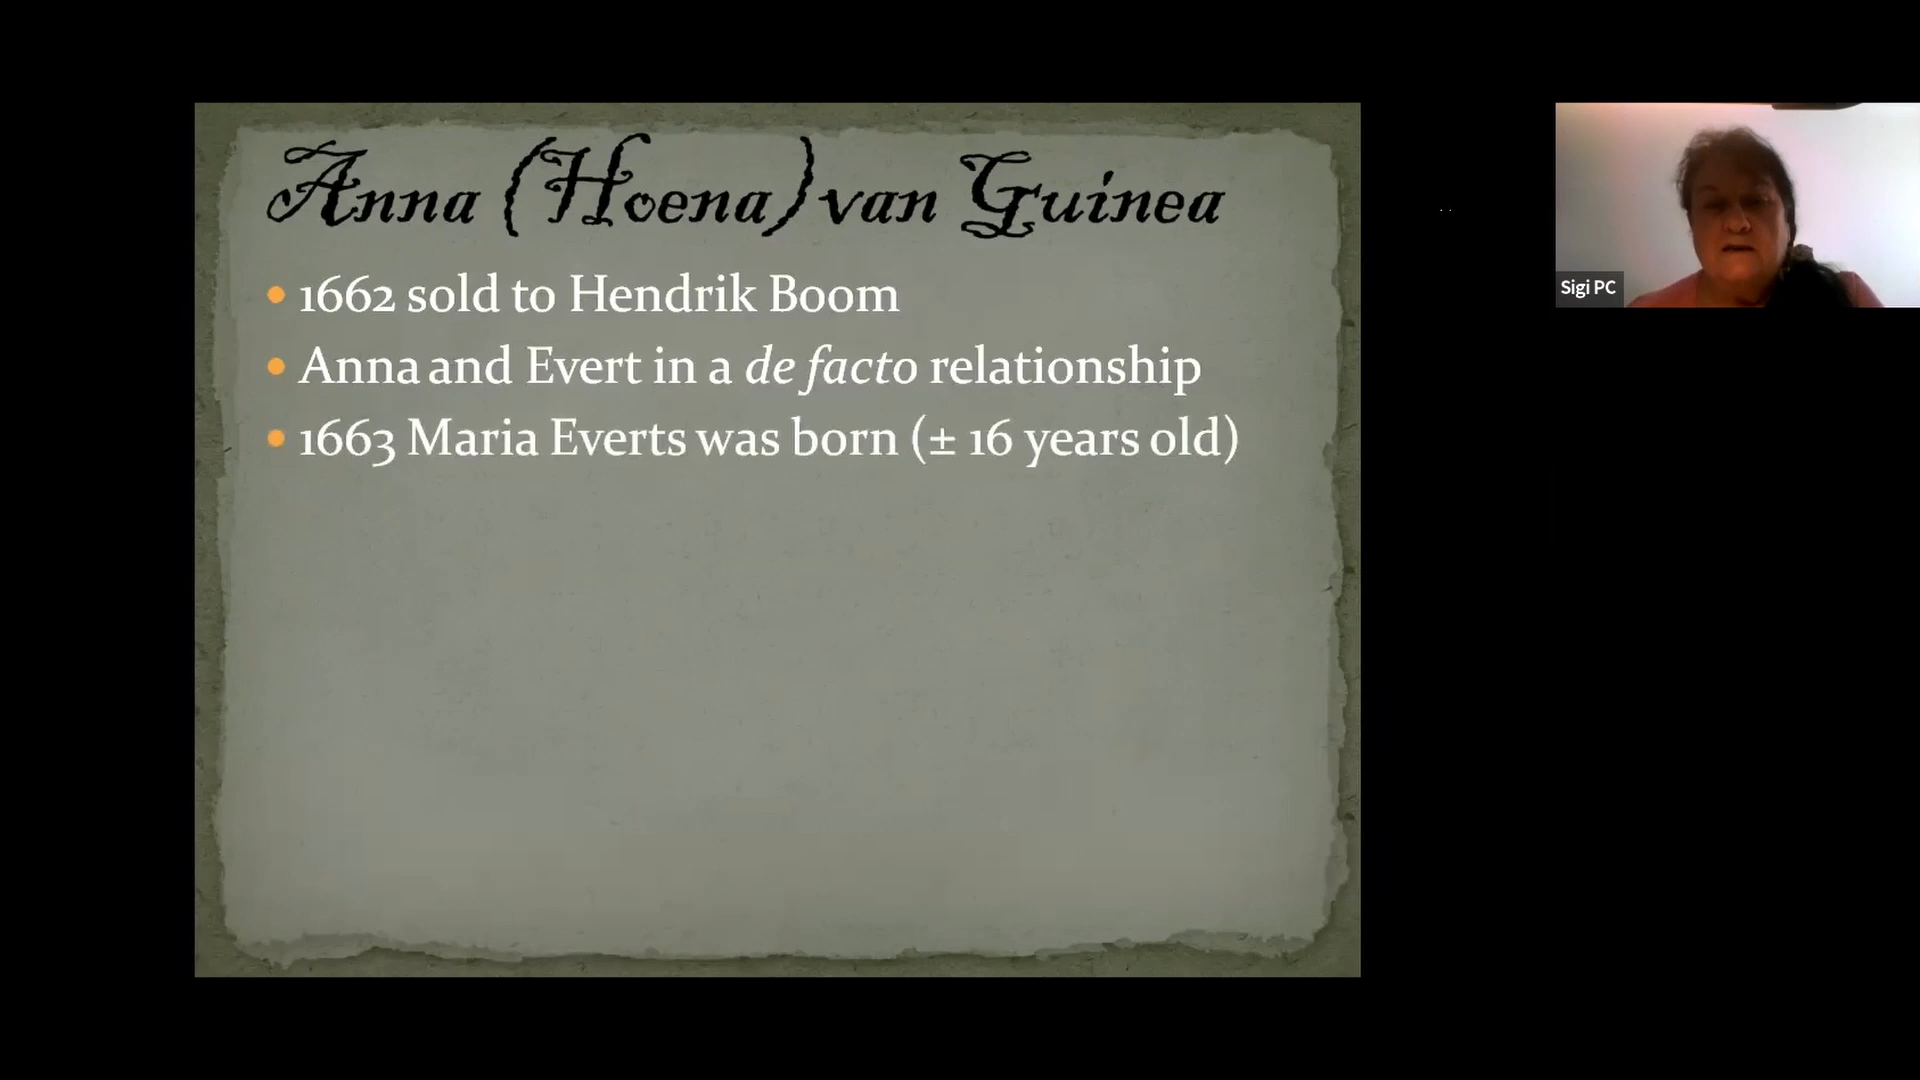 Anna (Hoena) van Guinea
• 1662 sold to Hendrik Boom
• Anna and Evert in a de facto relationship
• 1663 Maria Everts was born (± 16 years old)
Sigi PC